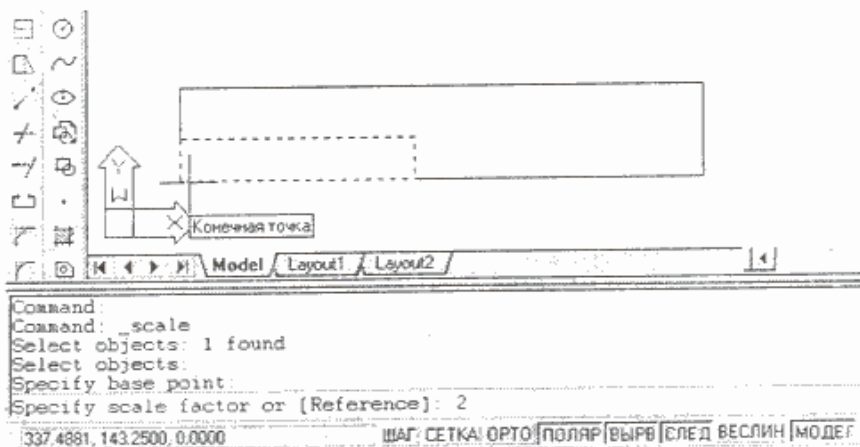 Y
W
X
Конечная точка
Model Layout1 Layout2
Command:
Command: _scale
Select objects: 1 found
Select objects:
Specify base point:
Specify scale factor or [Reference]: 2
337.4881, 143.2500, 0.0000 ШАГ СЕТКА ОРТО ПОЛЯР ВЫРВ СЛЕД ВЕСЛИН МОДЕЛ